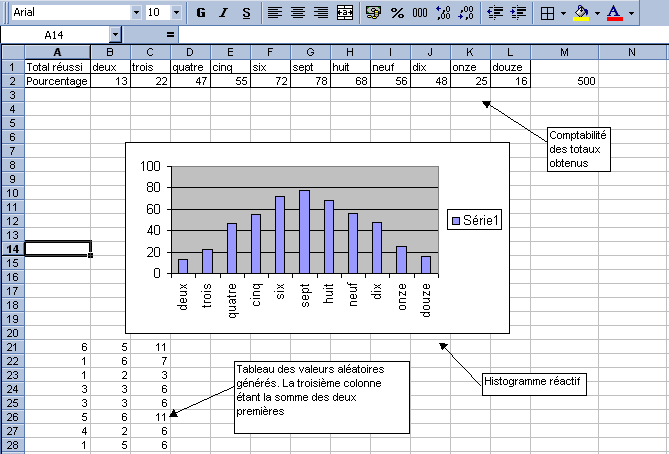 Arial 10 G I S % 000
A14 =
A B C D E F G H I J K L M N
1 Total réussi deux trois quatre cinq six sept huit neuf dix onze douze
2 Pourcentage 13 22 47 55 72 78 68 56 48 25 16 500
3
4
5
6
Comptabilité
des totaux
obtenus
7
8
9
10
11
12
13
14
15
16
17
18
19
20
100
80
60
40
20
0
deux trois quatre cinq six sept huit neuf dix onze douze
Série1
21 6 5 11
22 1 6 7
23 1 2 3
24 3 3 6
25 3 3 6
26 5 6 11
27 4 2 6
28 1 5 6
Tableau des valeurs aléatoires
générés. La troisième colonne
étant la somme des deux
premières
Histogramme réactif